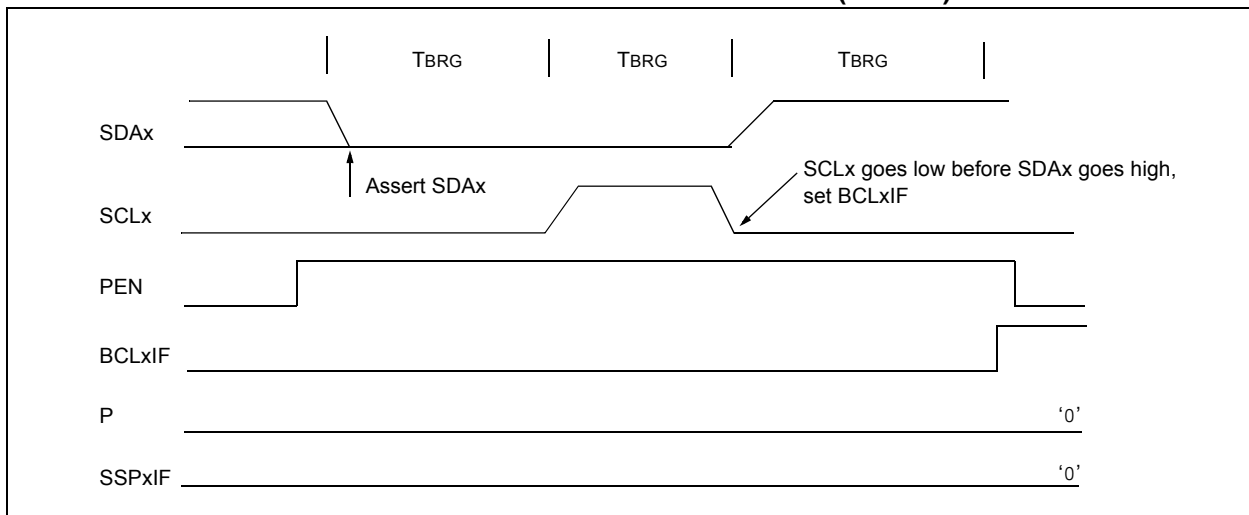 TBRG TBRG TBRG
SDAx
Assert SDAx
SCLx goes low before SDAx goes high,
set BCLxIF
SCLx
PEN
BCLxIF
P ‘0’
SSPxIF ‘0’